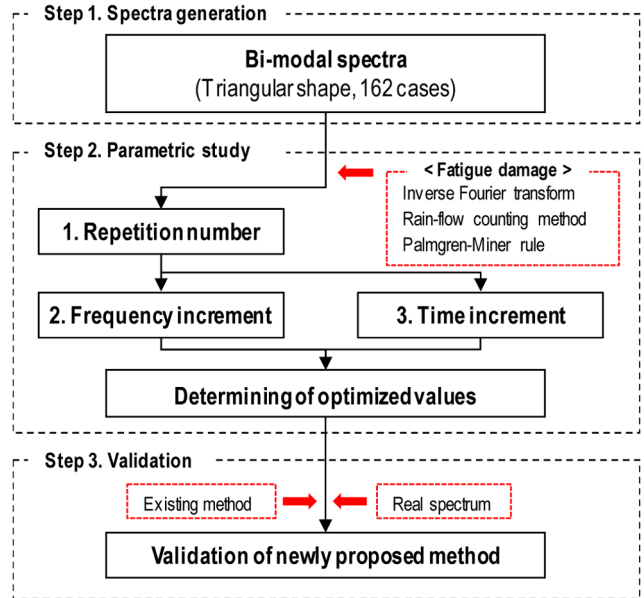 Step 1. Spectra generation
Bi-modal spectra
(Triangular shape, 162 cases)
Step 2. Parametric study
< Fatigue damage >
Inverse Fourier transform
Rain-flow counting method
Palmgren-Miner rule
1. Repetition number
2. Frequency increment
3. Time increment
Determining of optimized values
Step 3. Validation
Existing method
Real spectrum
Validation of newly proposed method